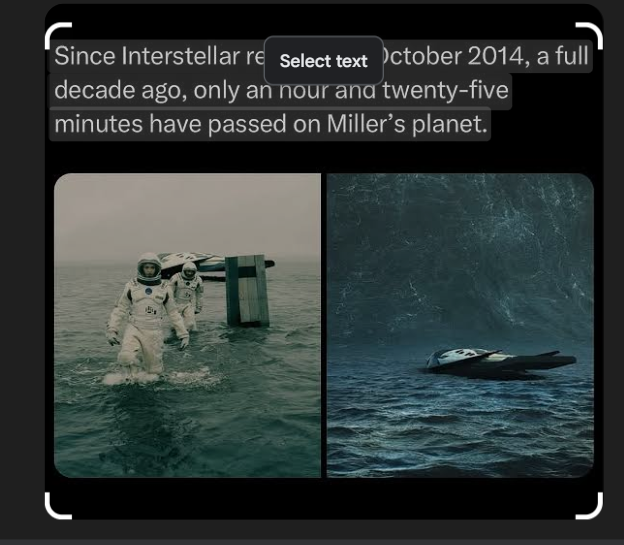 Since Interstellar re October 2014, a full
Select text
decade ago, only an hour and twenty-five
minutes have passed on Miller's planet.